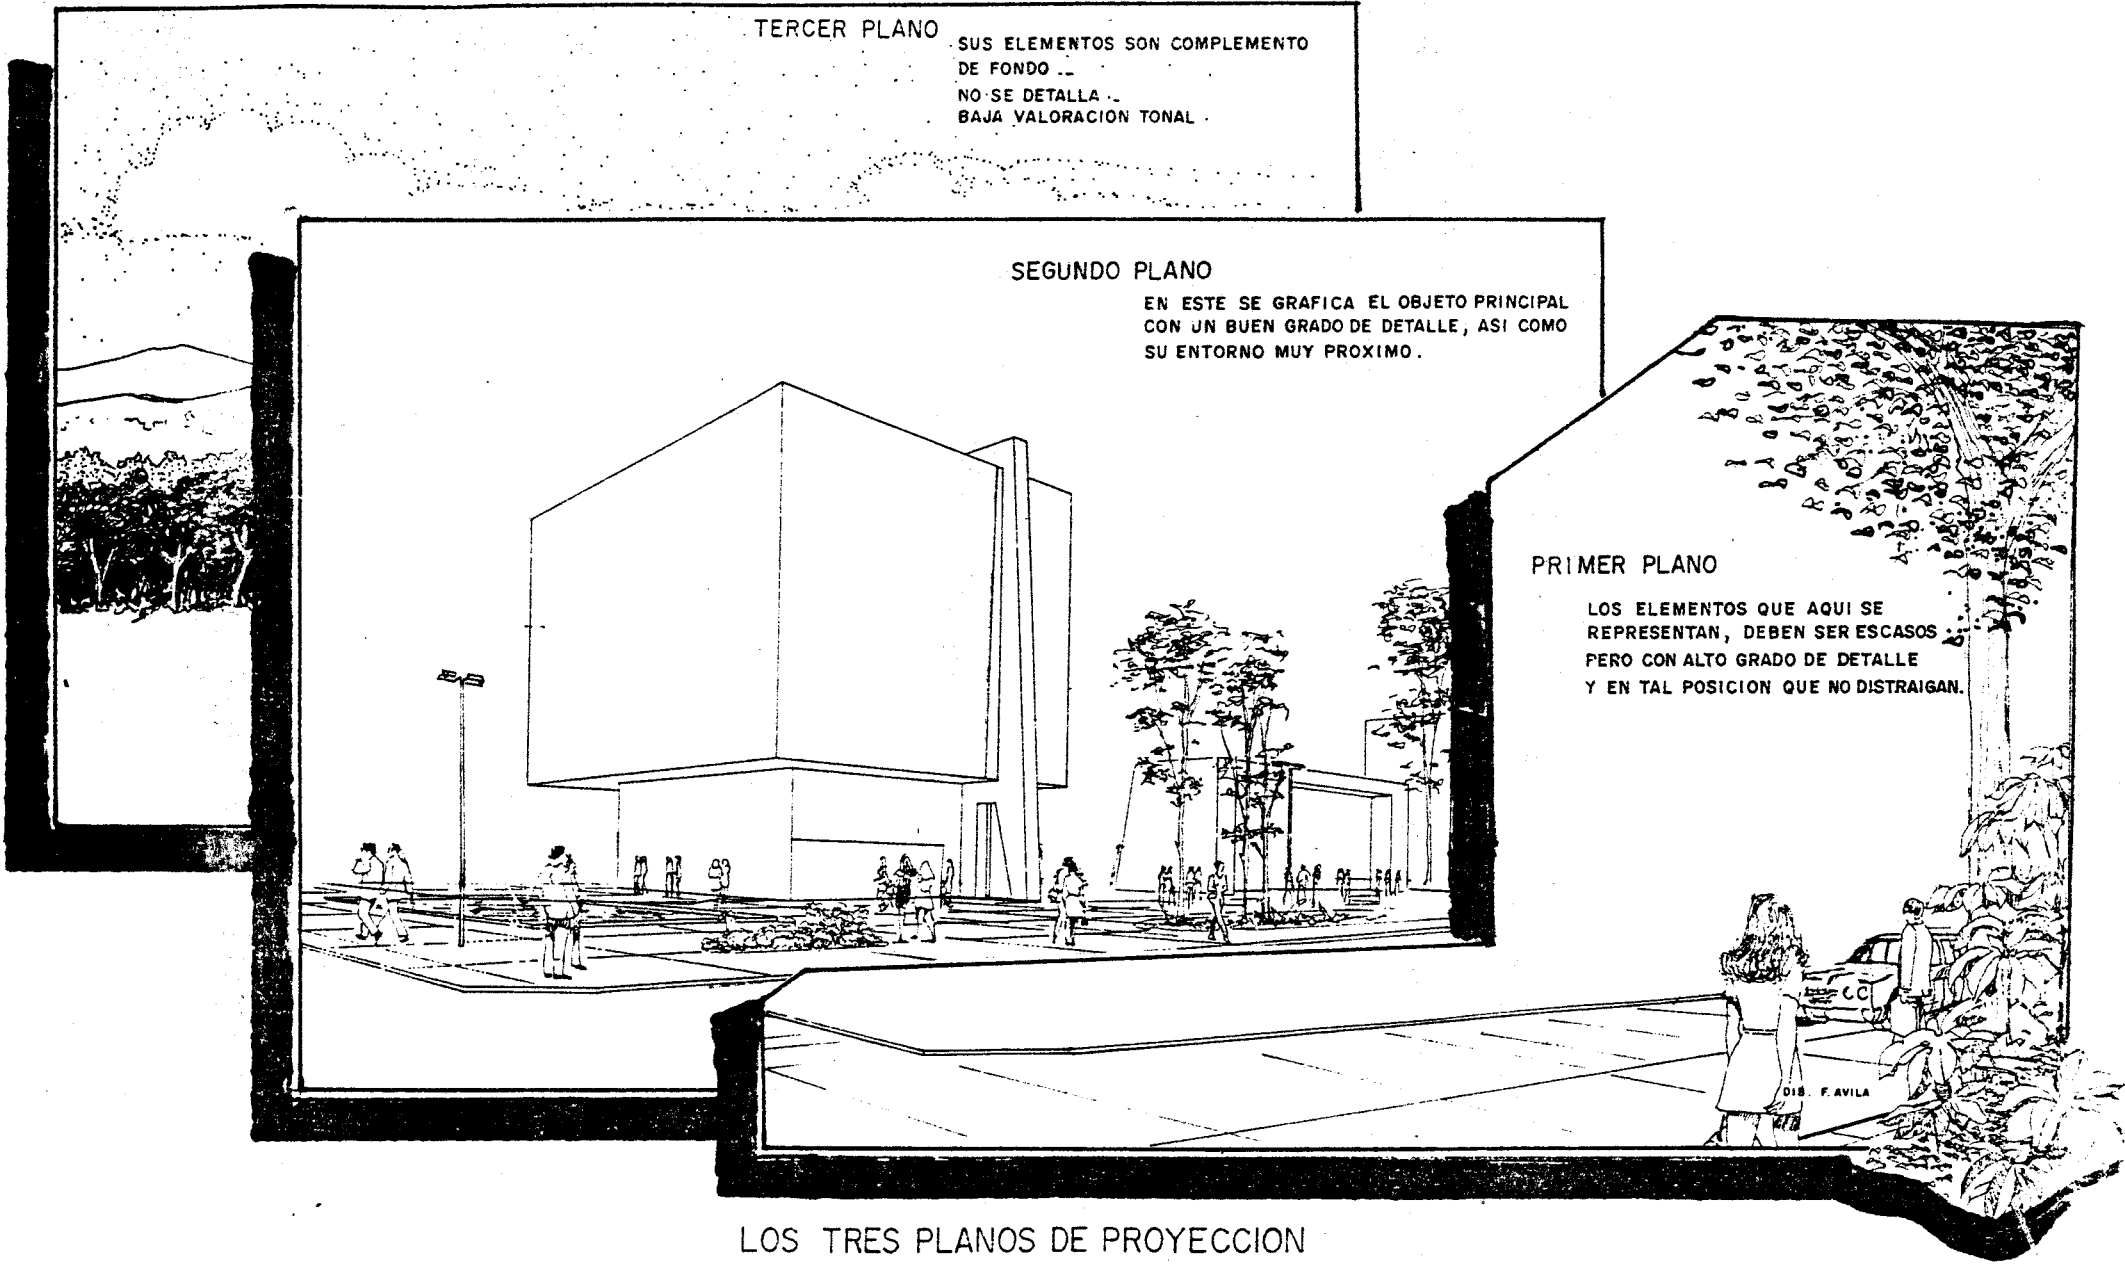 TERCER PLANO
SUS ELEMENTOS SON COMPLEMENTO
DE FONDO ..
NO SE DETALLA ..
BAJA VALORACION TONAL .
SEGUNDO PLANO
EN ESTE SE GRAFICA EL OBJETO PRINCIPAL
CON UN BUEN GRADO DE DETALLE, ASI COMO
SU ENTORNO MUY PROXIMO.
PRIMER PLANO
LOS ELEMENTOS QUE AQUI SE
REPRESENTAN, DEBEN SER ESCASOS
PERO CON ALTO GRADO DE DETALLE
Y EN TAL POSICION QUE NO DISTRAIGAN.
DIB. F. AVILA
LOS TRES PLANOS DE PROYECCION